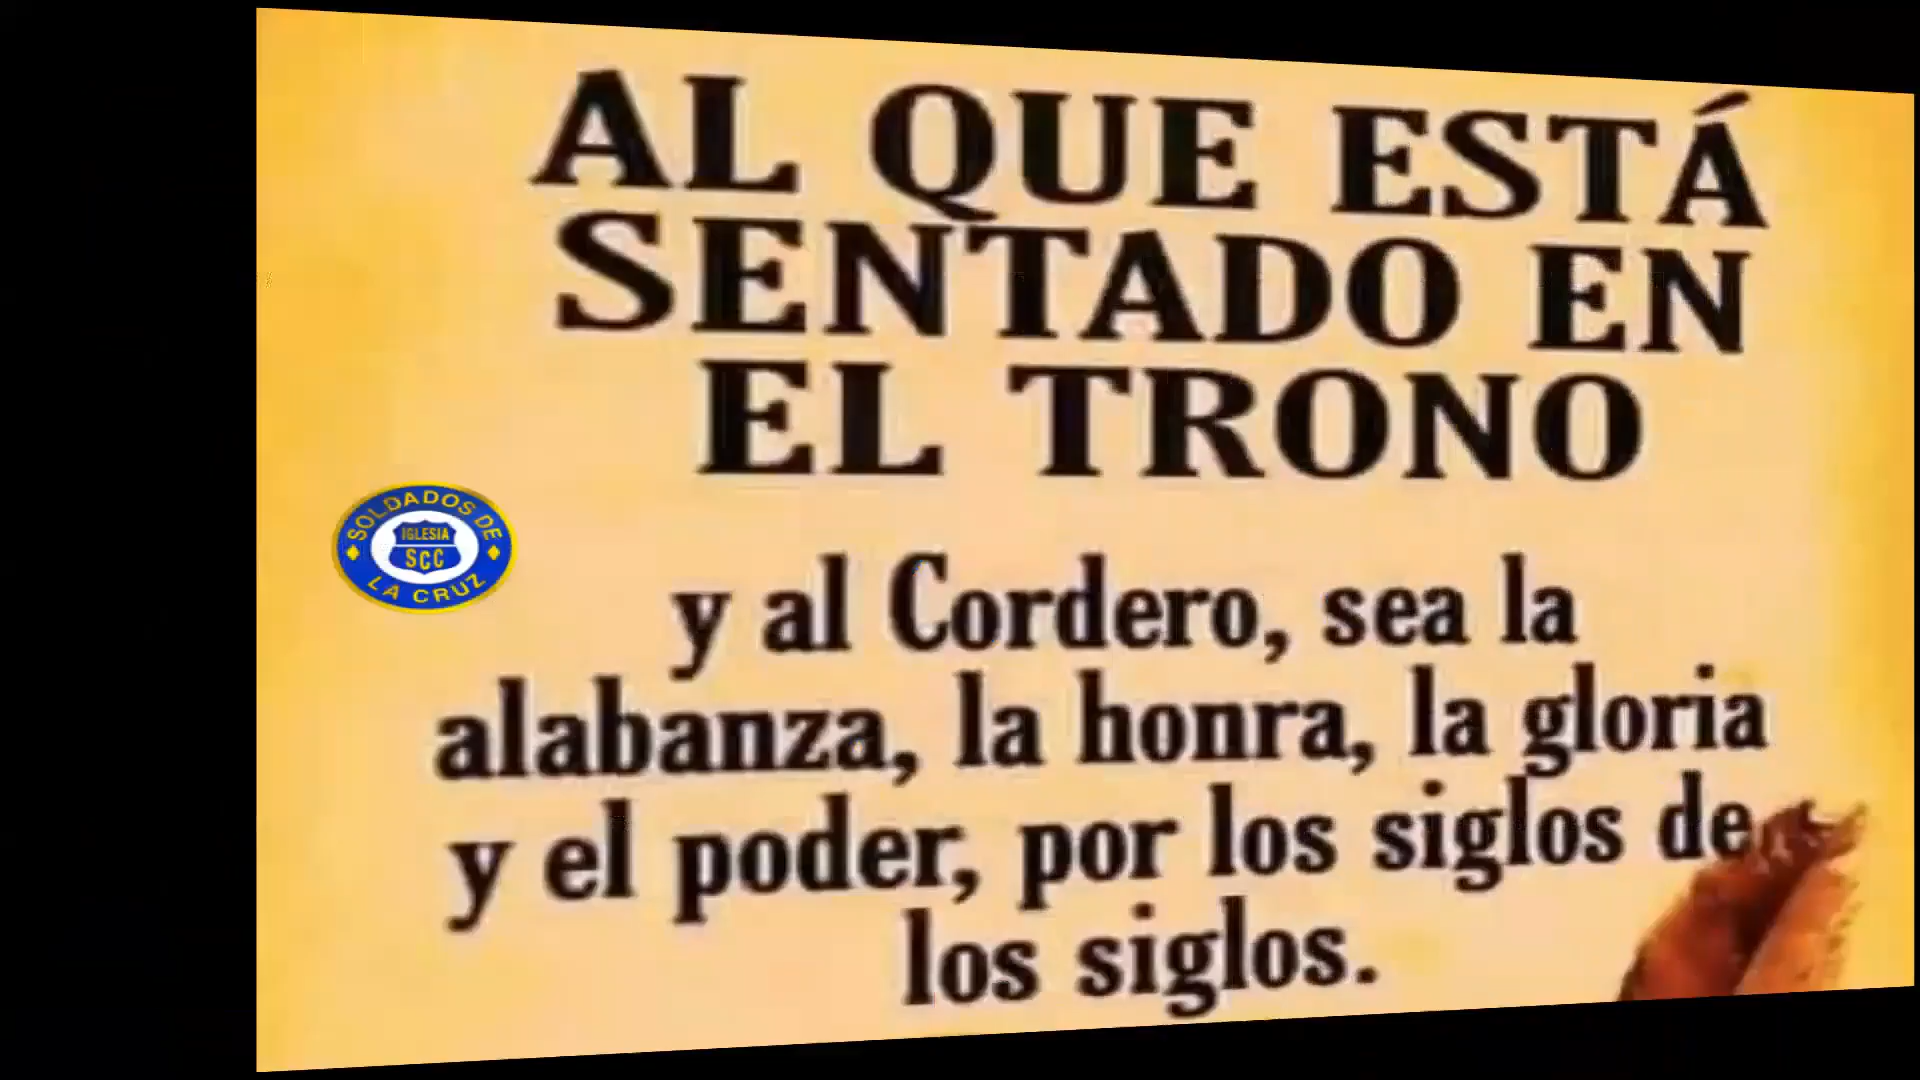 AL QUE ESTÁ
SENTADO EN
EL TRONO
SOLDADOS DE
IGLESIA
SCC
LA CRUZ
y al Cordero, sea la
alabanza, la honra, la gloria
y el poder, por los siglos de
los siglos.